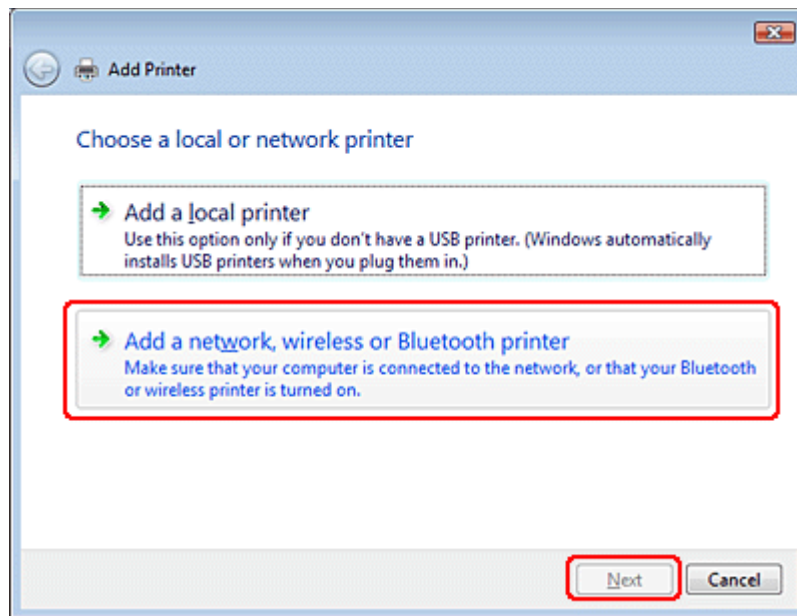 Add Printer
Choose a local or network printer
Add a local printer
Use this option only if you don't have a USB printer. (Windows automatically
installs USB printers when you plug them in.)
Add a network, wireless or Bluetooth printer
Make sure that your computer is connected to the network, or that your Bluetooth
or wireless printer is turned on.
Next
Cancel